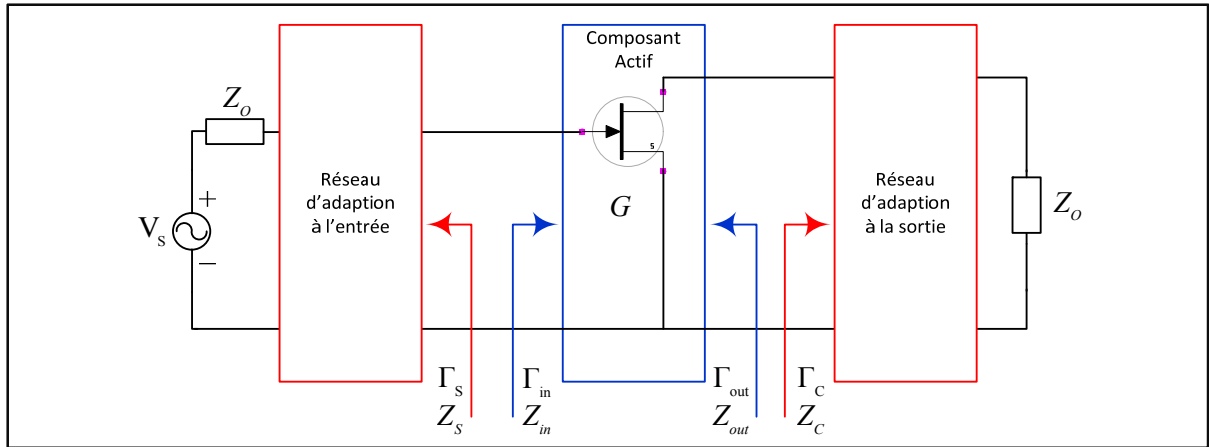 Composant
Actif
Z_O
Réseau
d'adaption
à l'entrée
+
V_S
−
S
G
Réseau
d'adaption
à la sortie
Z_O
Γ_S
Z_S
Γ_in
Z_in
Γ_out
Z_out
Γ_C
Z_C